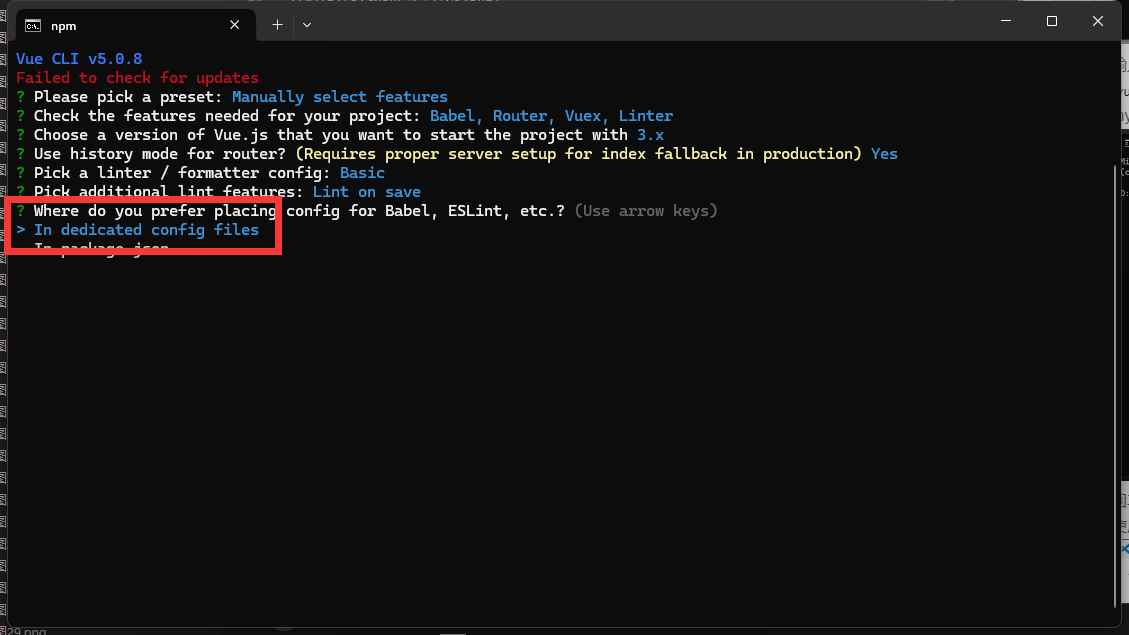 npm
Vue CLI v5.0.8
Failed to check for updates
? Please pick a preset: Manually select features
? Check the features needed for your project: Babel, Router, Vuex, Linter
? Choose a version of Vue.js that you want to start the project with 3.x
? Use history mode for router? (Requires proper server setup for index fallback in production) Yes
? Pick a linter / formatter config: Basic
? Pick additional lint features: Lint on save
? Where do you prefer placing config for Babel, ESLint, etc.? (Use arrow keys)
> In dedicated config files
In package.json
29.png